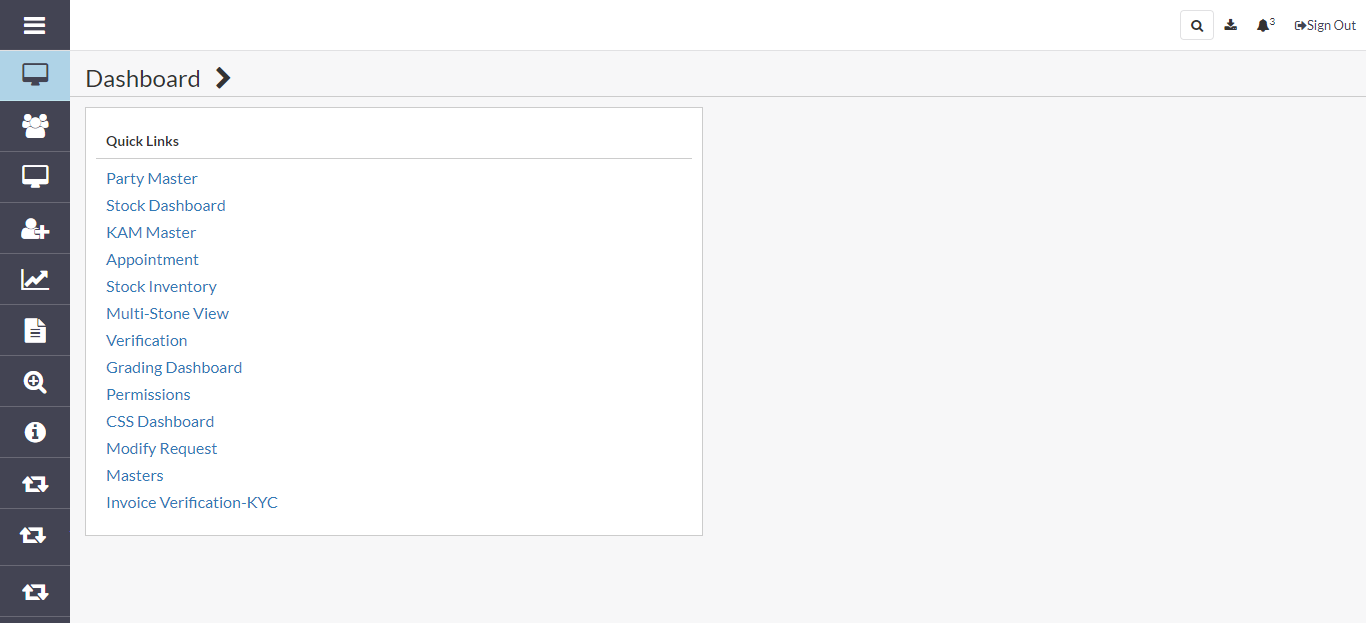 3
Sign Out
Dashboard
Quick Links
Party Master
Stock Dashboard
KAM Master
Appointment
Stock Inventory
Multi-Stone View
Verification
Grading Dashboard
Permissions
CSS Dashboard
Modify Request
Masters
Invoice Verification-KYC